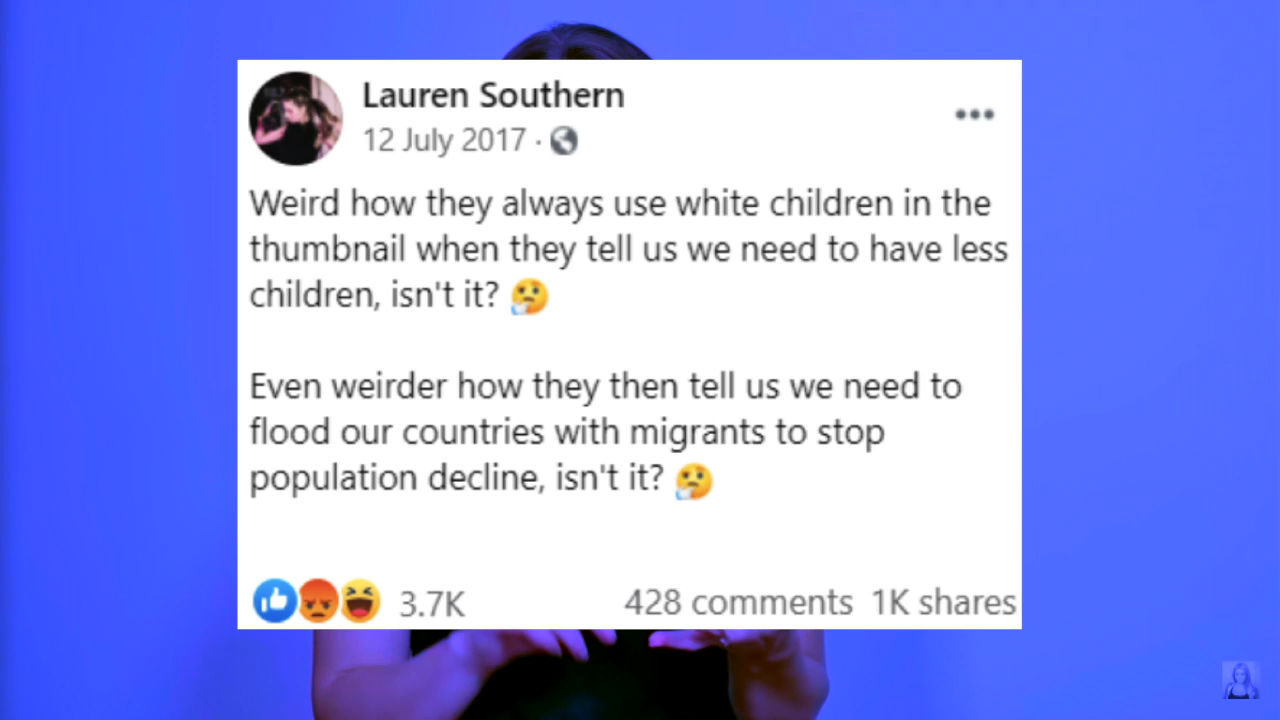 Lauren Southern
12 July 2017 ·
Weird how they always use white children in the
thumbnail when they tell us we need to have less
children, isn't it? 🤔
Even weirder how they then tell us we need to
flood our countries with migrants to stop
population decline, isn't it? 🤔
3.7K
428 comments 1K shares